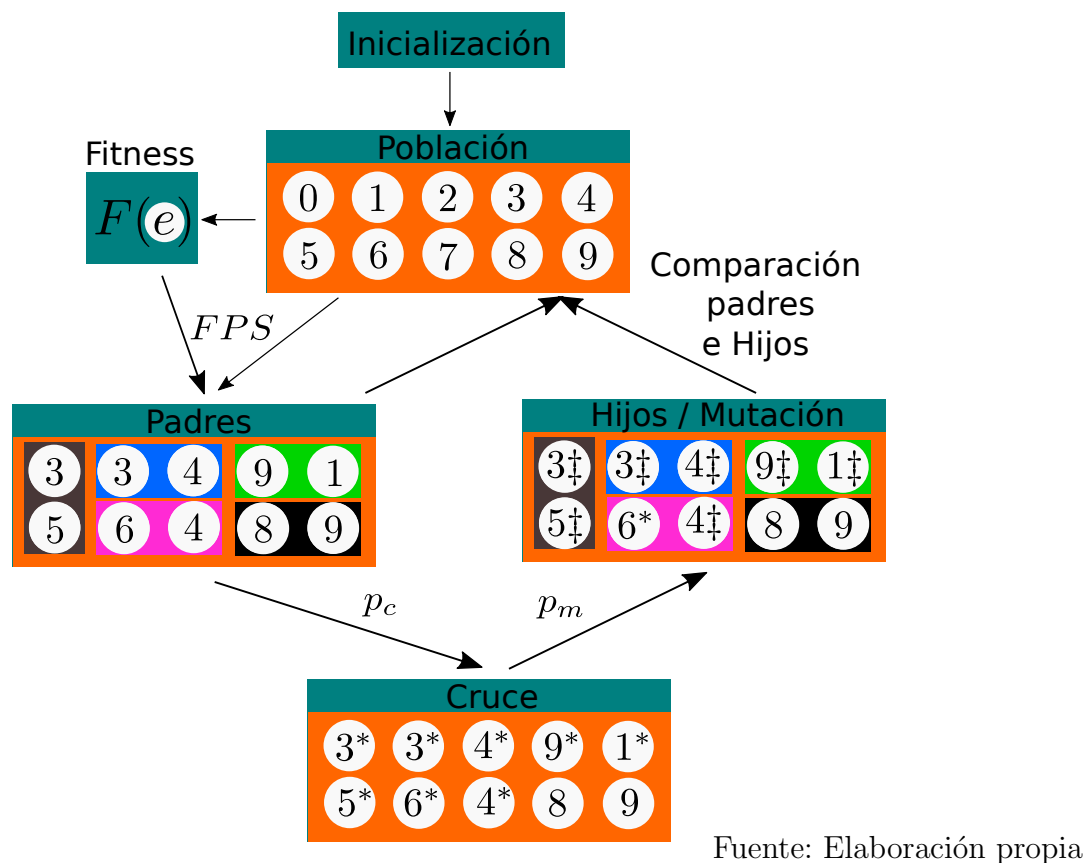 Inicialización
Población
0 1 2 3 4
5 6 7 8 9
Fitness
F(e)
FPS
Comparación
padres
e Hijos
Padres
3 3 4 9 1
5 6 4 8 9
Hijos / Mutación
3‡ 3‡ 4‡ 9‡ 1‡
5‡ 6* 4‡ 8 9
p_c
p_m
Cruce
3* 3* 4* 9* 1*
5* 6* 4* 8 9
Fuente: Elaboración propia